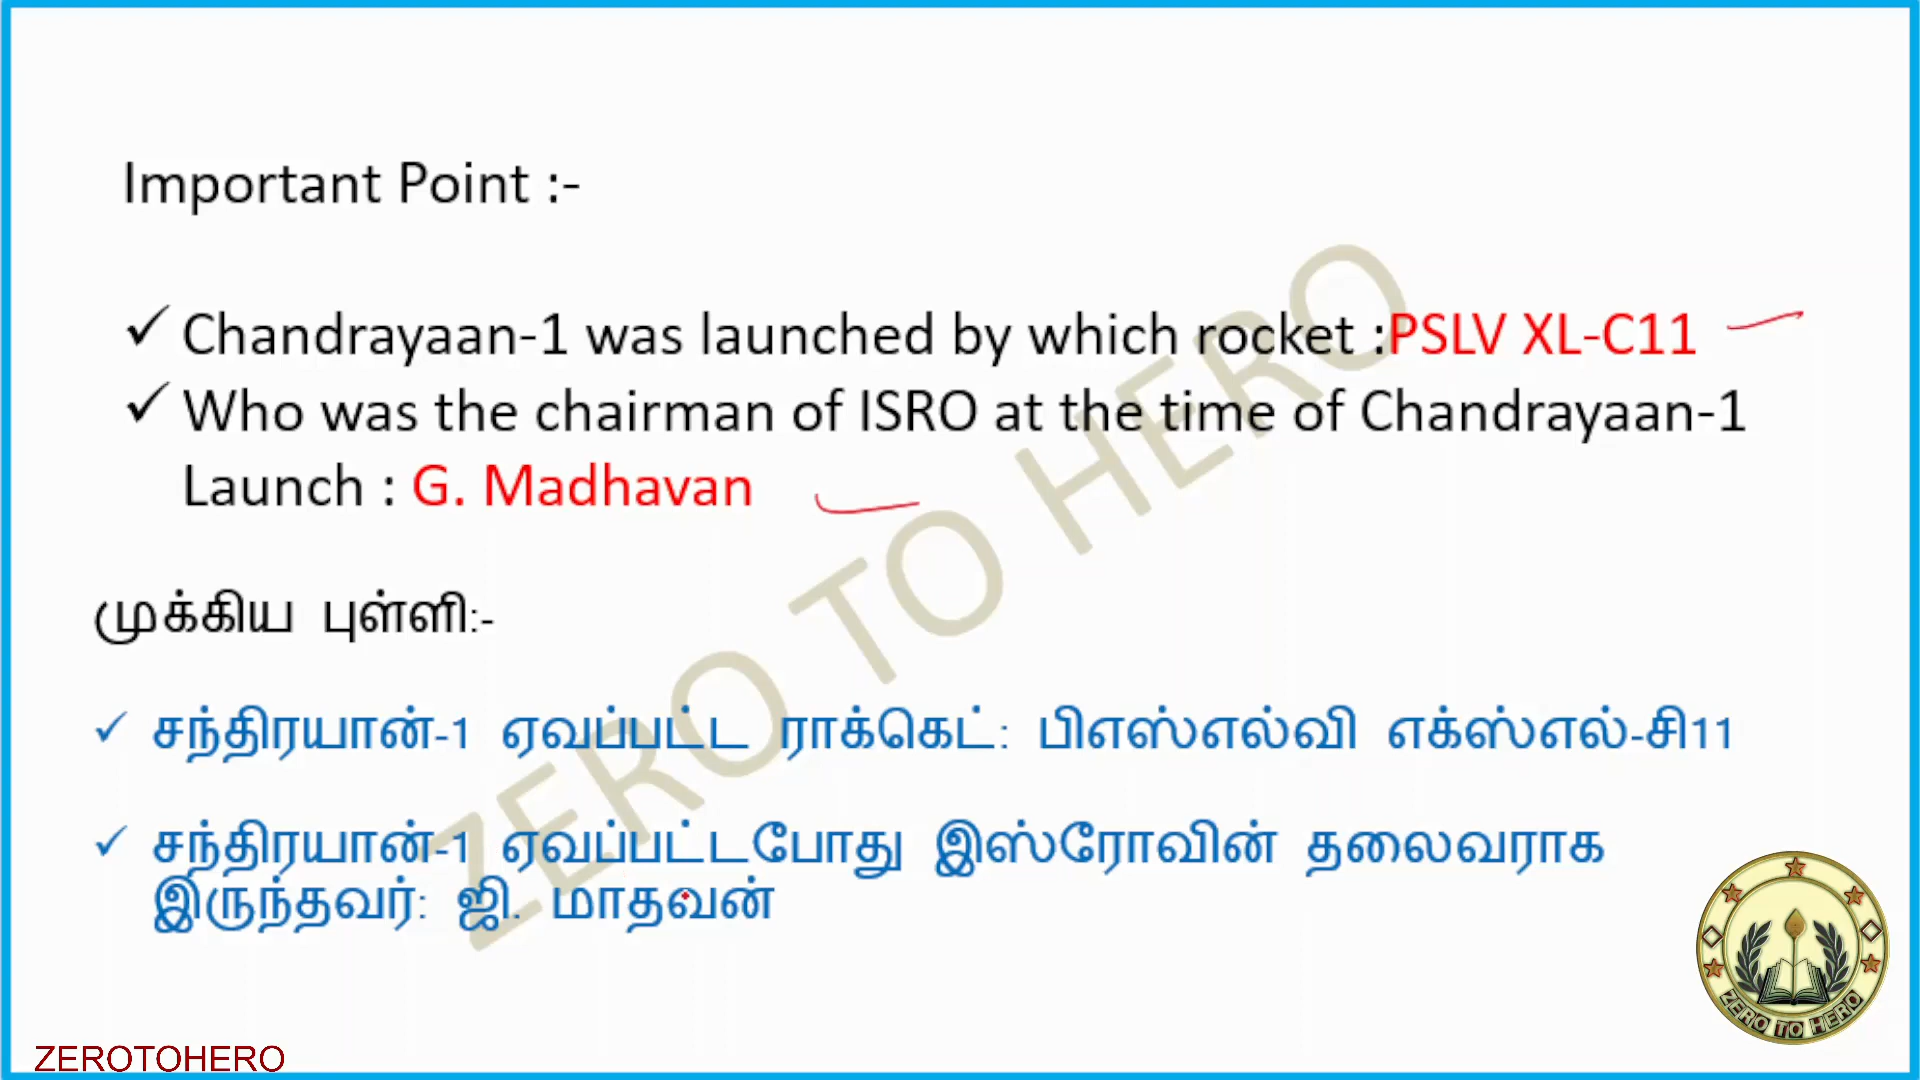 Important Point :-
Chandrayaan-1 was launched by which rocket :PSLV XL-C11
Who was the chairman of ISRO at the time of Chandrayaan-1
Launch : G. Madhavan
முக்கிய புள்ளி:-
சந்திரயான்-1 ஏவப்பட்ட ராக்கெட்: பிஎஸ்எல்வி எக்ஸ்எல்-சி11
சந்திரயான்-1 ஏவப்பட்டபோது இஸ்ரோவின் தலைவராக
இருந்தவர்: ஜி. மாதவன்
ZERO TO HERO
ZERO TO HERO
ZEROTOHERO